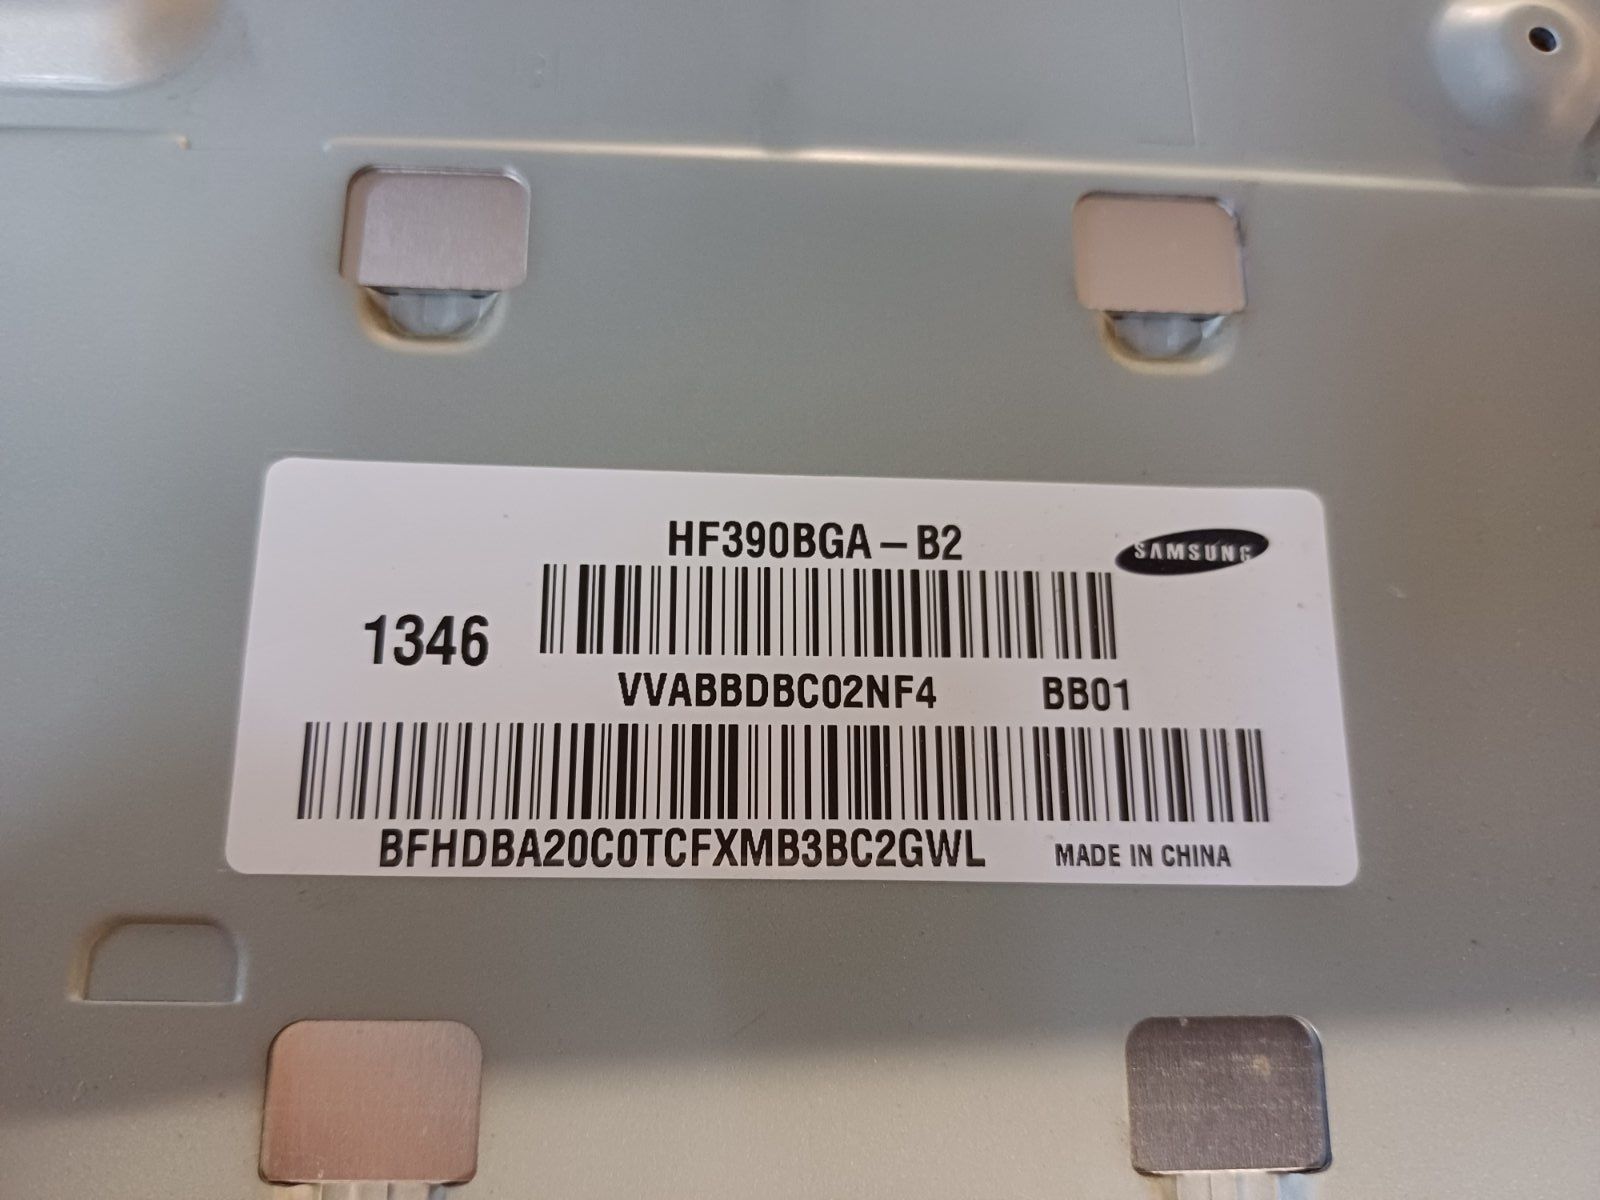 HF390BGA – B2
SAMSUNG
1346
VVABBDBC02NF4 BB01
BFHDBA20C0TCFXMB3BC2GWL MADE IN CHINA